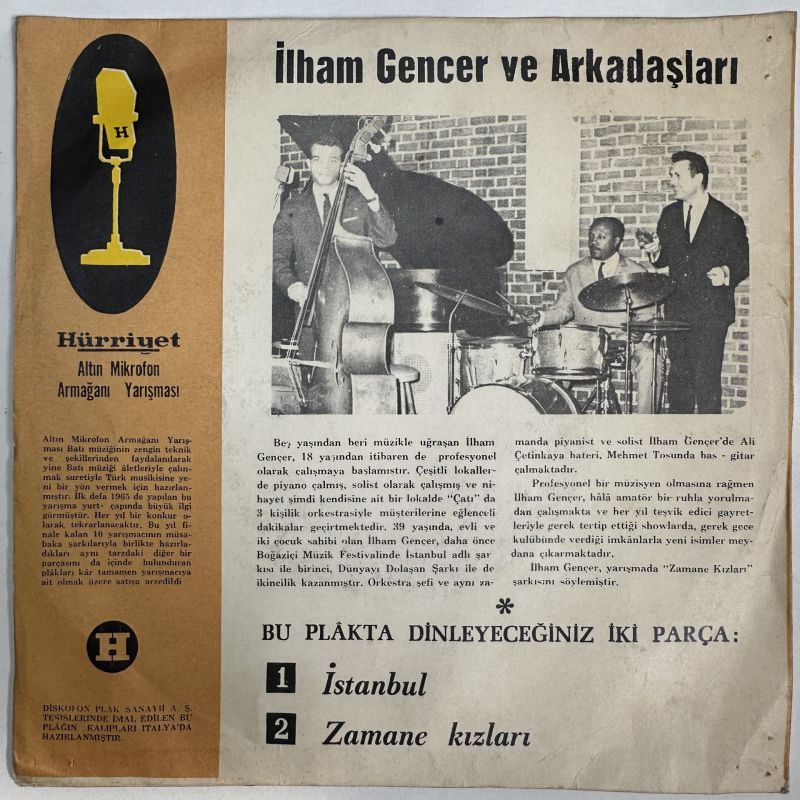 İlham Gencer ve Arkadaşları
H
Hürriyet
Altın Mikrofon
Armağanı Yarışması
Altın Mikrofon Armağanı Yarış-
ması Batı müziğinin zengin teknik
ve şekillerinden faydalanılarak
yine Batı müziği âletleriyle çalın-
mak suretiyle Türk musikisine ye-
ni bir yön vermek için hazırlan-
mıştır. İlk defa 1965 de yapılan bu
yarışma yurt çapında büyük ilgi
görmüştür. Her yıl bir konkur o-
larak tekrarlanacaktır. Bu yıl fi-
nale kalan 10 yarışmacının müsa-
baka şarkılarıyla birlikte hazırla-
dıkları aynı tarzdaki diğer bir
parçasını da içinde bulunduran
plâkları kâr tamamen yarışmacıya
ait olmak üzere satışa arzedildi
H
DİSKOFON PLAK SANAYİİ A. Ş.
TESİSLERİNDE İMAL EDİLEN BU
PLÂĞIN KALIPLARI İTALYA'DA
HAZIRLANMIŞTIR.
Beş yaşından beri müzikle uğraşan İlham
Gençer, 18 yaşından itibaren de profesyonel
olarak çalışmaya başlamıştır. Çeşitli lokaller-
de piyano çalmış, solist olarak çalışmış ve ni-
hayet şimdi kendisine ait bir lokalde "Çatı" da
3 kişilik orkestrasiyle müşterilerine eğlenceli
dakikalar geçirtmektedir. 39 yaşında, evli ve
iki çocuk sahibi olan İlham Gençer, daha önce
Boğaziçi Müzik Festivalinde İstanbul adlı şar-
kısı ile birinci, Dünyayı Dolaşan Şarkı ile de
ikincilik kazanmıştır. Orkestra şefi ve aynı za-
manda piyanist ve solist İlham Gençer'de Ali
Çetinkaya bateri, Mehmet Tosunda bas - gitar
çalmaktadır.
Profesyonel bir müzisyen olmasına rağmen
İlham Gençer, hâlâ amatör bir ruhla yorulma-
dan çalışmakta ve her yıl teşvik edici gayret-
leriyle gerek tertip ettiği showlarda, gerek gece
kulübünde verdiği imkânlarla yeni isimler mey-
dana çıkarmaktadır.
İlham Gençer, yarışmada "Zamane Kızları"
şarkısını söylemiştir.
*
BU PLÂKTA DİNLEYECEĞİNİZ İKİ PARÇA:
1 İstanbul
2 Zamane kızları